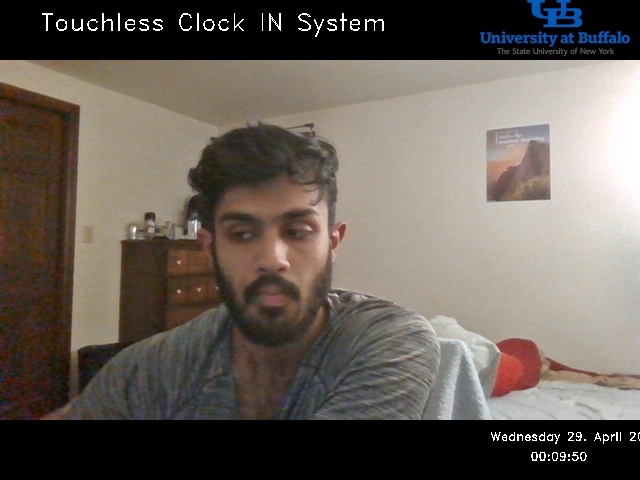 Touchless Clock IN System
UB
University at Buffalo
The State University of New York
Wednesday 29. April 20
00:09:50